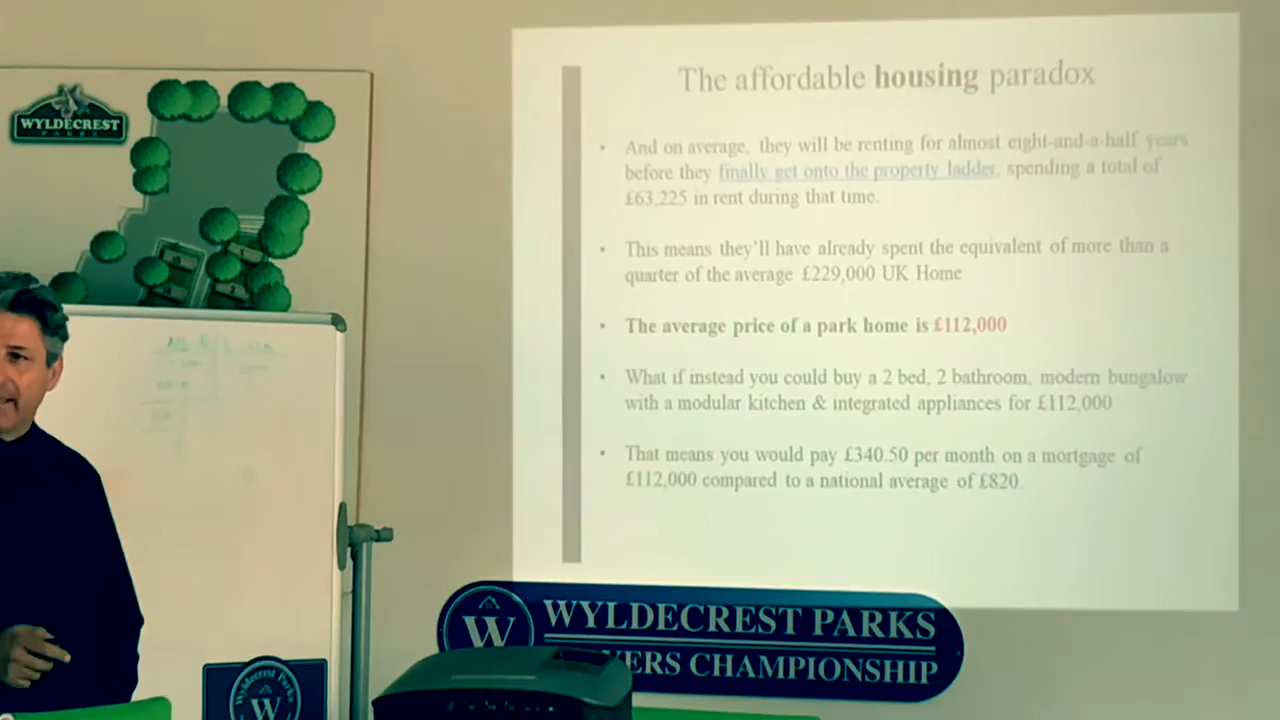 WYLDECREST
PARKS
The affordable housing paradox
• And on average, they will be renting for almost eight-and-a-half years
before they finally get onto the property ladder, spending a total of
£63,225 in rent during that time.
• This means they'll have already spent the equivalent of more than a
quarter of the average £229,000 UK Home
• The average price of a park home is £112,000
• What if instead you could buy a 2 bed, 2 bathroom, modern bungalow
with a modular kitchen & integrated appliances for £112,000
• That means you would pay £340.50 per month on a mortgage of
£112,000 compared to a national average of £820.
W
WYLDECREST PARKS
CHAMPIONSHIP
Wyldecrest Parks
W